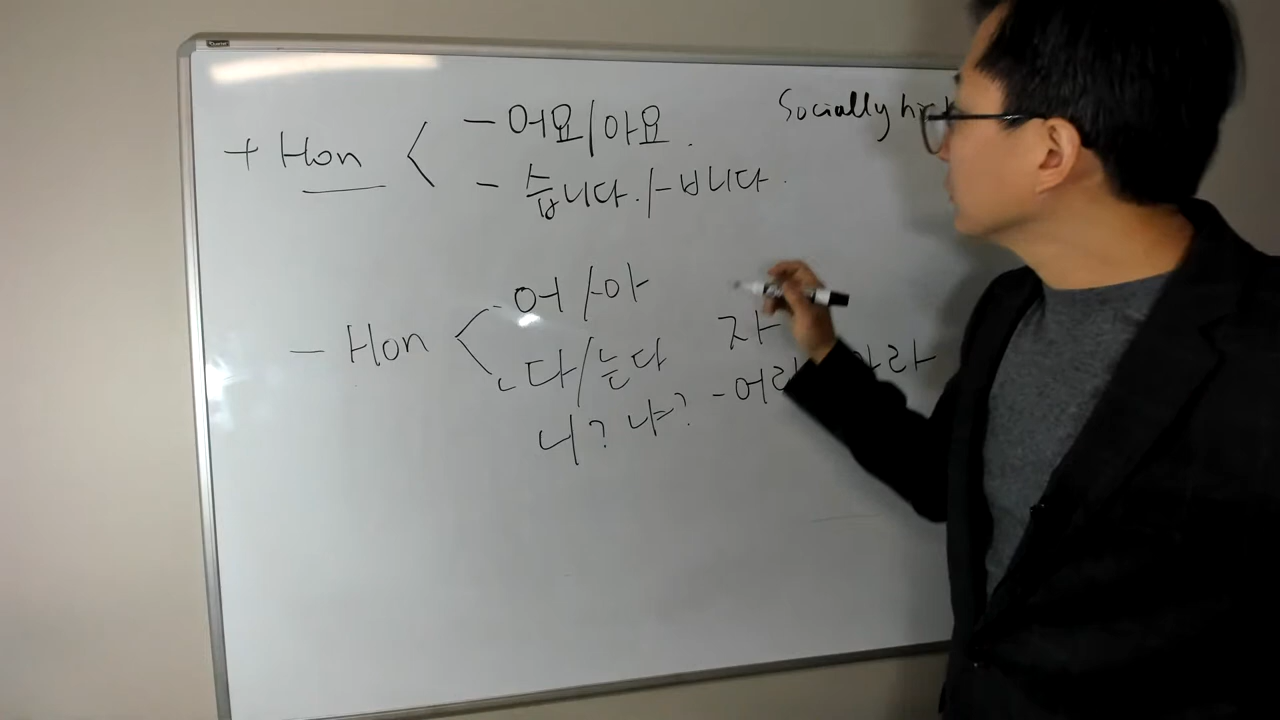 Socially
+ Hon < - 어요/아요.
- 습니다./ㅂ니다.
- Hon < - 어/아
- 다/는다 자
니? 냐? - 어라 아라